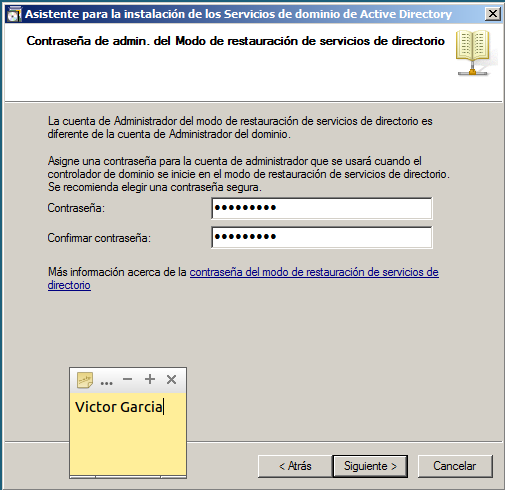 Asistente para la instalación de los Servicios de dominio de Active Directory
Contraseña de admin. del Modo de restauración de servicios de directorio
La cuenta de Administrador del modo de restauración de servicios de directorio es
diferente de la cuenta de Administrador del dominio.
Asigne una contraseña para la cuenta de administrador que se usará cuando el
controlador de dominio se inicie en el modo de restauración de servicios de directorio.
Se recomienda elegir una contraseña segura.
Contraseña: •••••••••
Confirmar contraseña: •••••••••
Más información acerca de la contraseña del modo de restauración de servicios de
directorio
...
Victor Garcia
< Atrás Siguiente > Cancelar